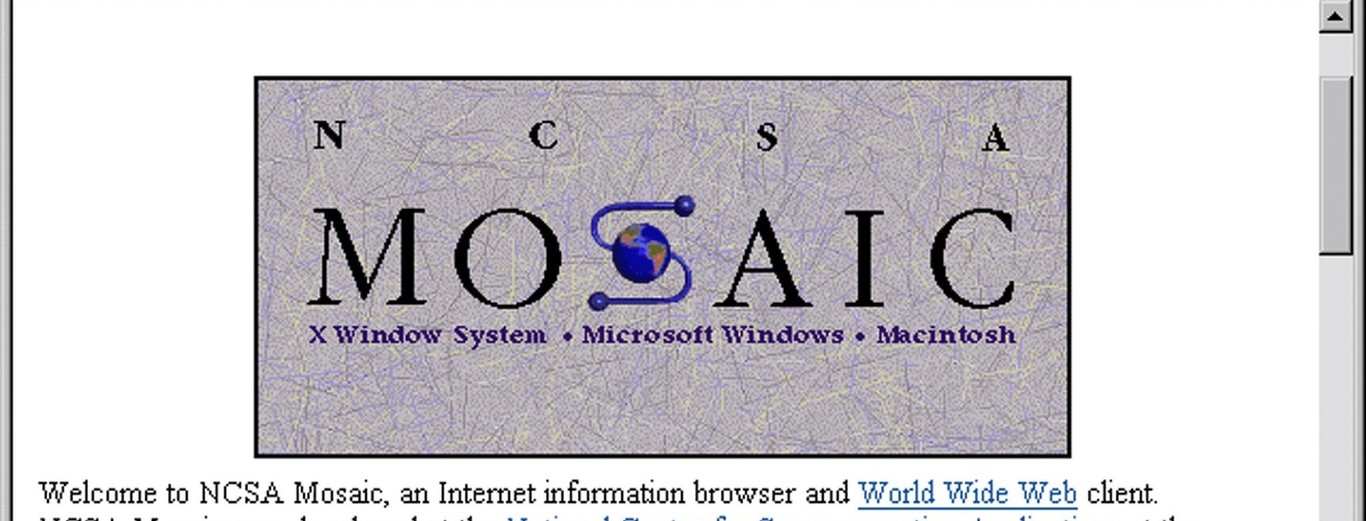 N C S A
MOSAIC
X Window System • Microsoft Windows • Macintosh
Welcome to NCSA Mosaic, an Internet information browser and World Wide Web client.